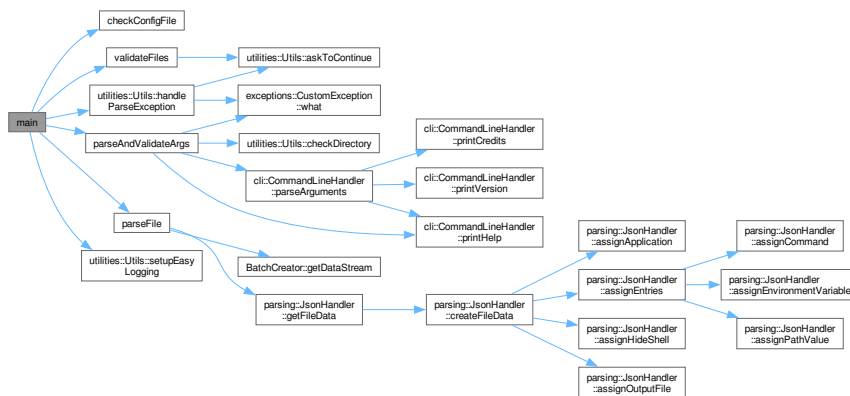 checkConfigFile
validateFiles
utilities::Utils::askToContinue
utilities::Utils::handle
ParseException
exceptions::CustomException
::what
main
parseAndValidateArgs
utilities::Utils::checkDirectory
cli::CommandLineHandler
::printCredits
cli::CommandLineHandler
::parseArguments
cli::CommandLineHandler
::printVersion
parseFile
cli::CommandLineHandler
::printHelp
utilities::Utils::setupEasy
Logging
BatchCreator::getDataStream
parsing::JsonHandler
::getFileData
parsing::JsonHandler
::createFileData
parsing::JsonHandler
::assignApplication
parsing::JsonHandler
::assignEntries
parsing::JsonHandler
::assignHideShell
parsing::JsonHandler
::assignOutputFile
parsing::JsonHandler
::assignCommand
parsing::JsonHandler
::assignEnvironmentVariable
parsing::JsonHandler
::assignPathValue